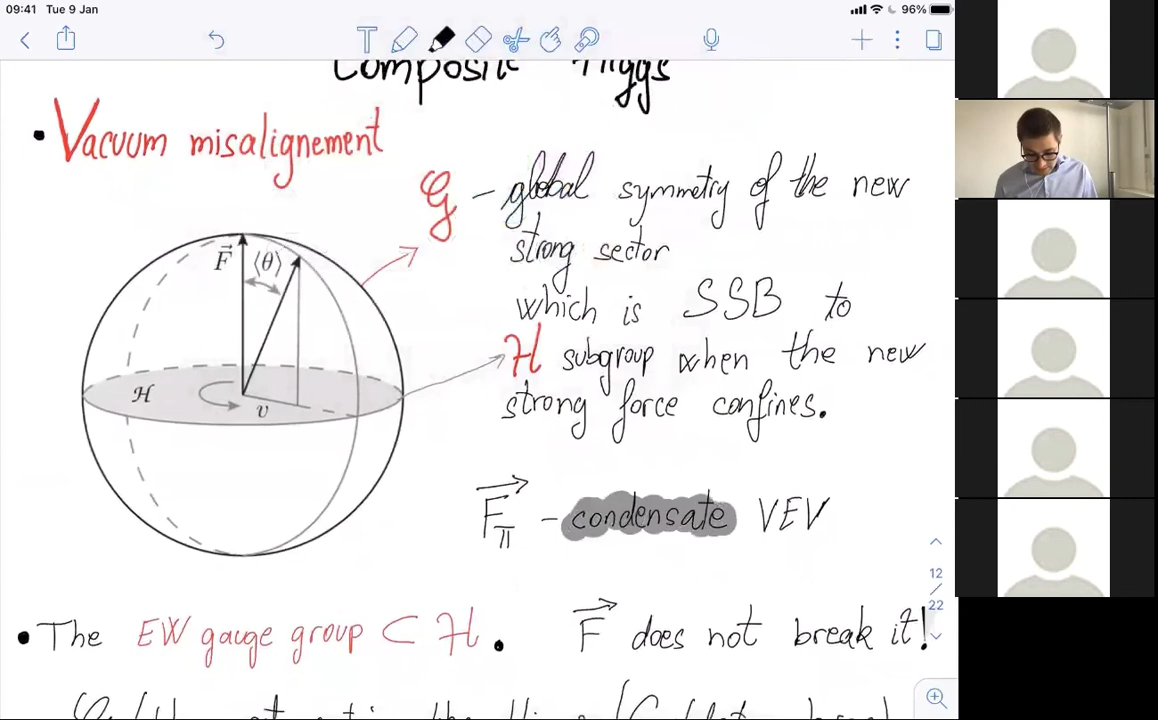 09:41 Tue 9 Jan
96%
Composite Higgs
• Vacuum misalignement
G - global symmetry of the new
strong sector
which is SSB to
H subgroup when the new
strong force confines.
F ⟨θ⟩
H
v
F_π - condensate VEV
12
/
22
• The EW gauge group ⊂ H. F does not break it!